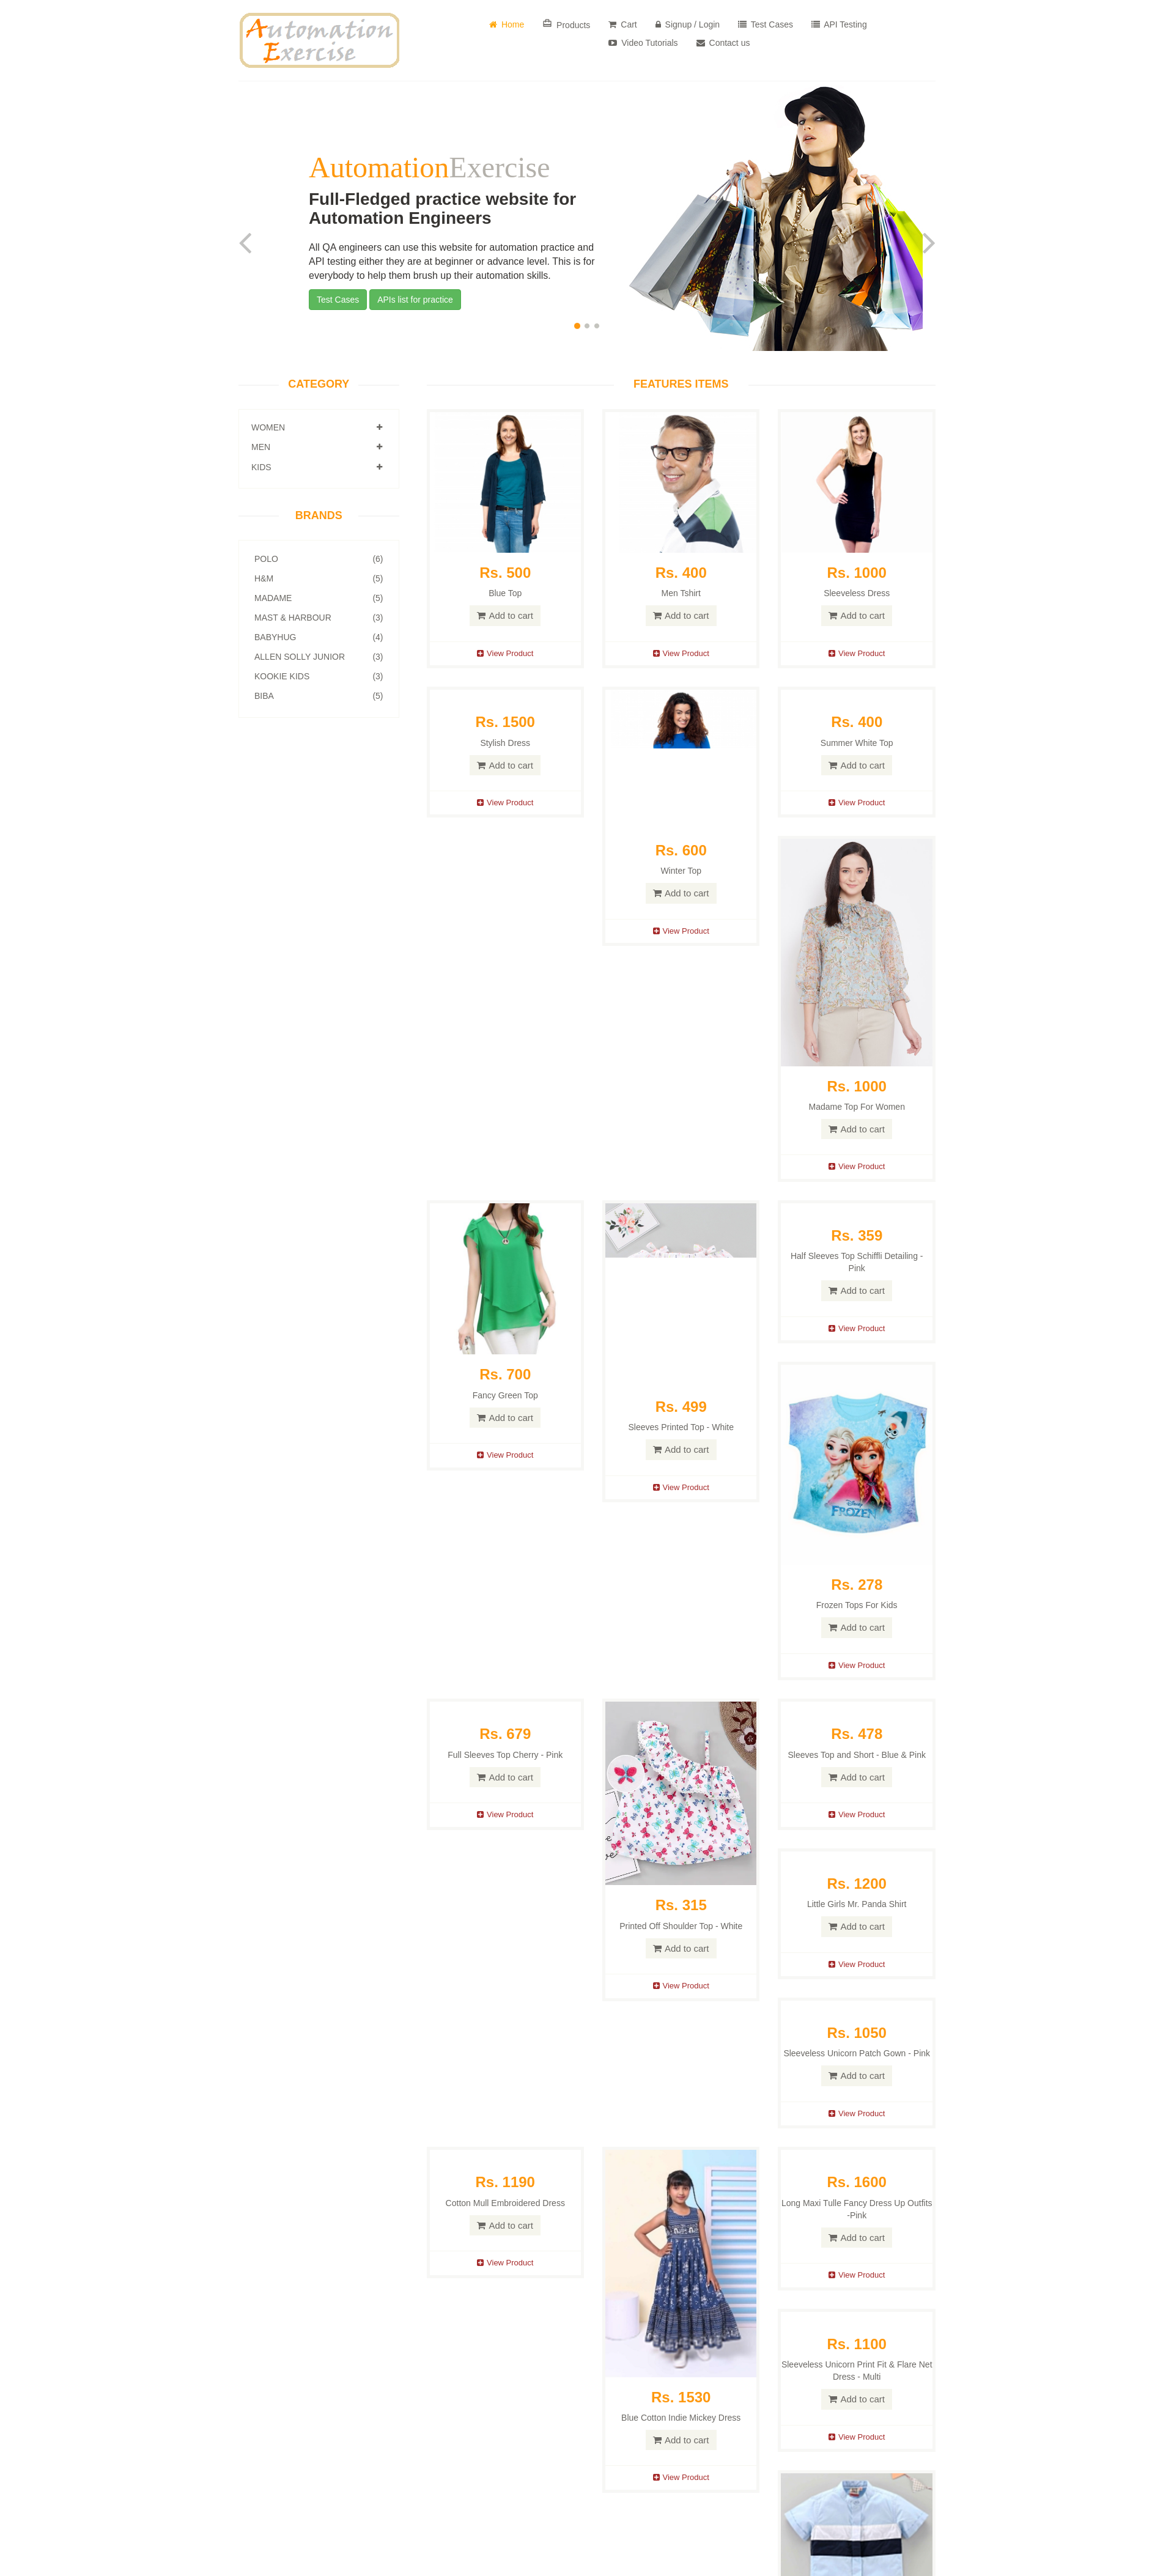 Automation
Exercise
Home
Products
Cart
Signup / Login
Test Cases
API Testing
Video Tutorials
Contact us
AutomationExercise
Full-Fledged practice website for
Automation Engineers
All QA engineers can use this website for automation practice and
API testing either they are at beginner or advance level. This is for
everybody to help them brush up their automation skills.
Test Cases
APIs list for practice
CATEGORY
WOMEN
MEN
KIDS
BRANDS
POLO (6)
H&M (5)
MADAME (5)
MAST & HARBOUR (3)
BABYHUG (4)
ALLEN SOLLY JUNIOR (3)
KOOKIE KIDS (3)
BIBA (5)
FEATURES ITEMS
Rs. 500
Blue Top
Add to cart
View Product
Rs. 400
Men Tshirt
Add to cart
View Product
Rs. 1000
Sleeveless Dress
Add to cart
View Product
Rs. 1500
Stylish Dress
Add to cart
View Product
Rs. 600
Winter Top
Add to cart
View Product
Rs. 400
Summer White Top
Add to cart
View Product
Rs. 1000
Madame Top For Women
Add to cart
View Product
Rs. 700
Fancy Green Top
Add to cart
View Product
Rs. 499
Sleeves Printed Top - White
Add to cart
View Product
Rs. 359
Half Sleeves Top Schiffli Detailing -
Pink
Add to cart
View Product
Disney
FROZEN
Rs. 278
Frozen Tops For Kids
Add to cart
View Product
Rs. 679
Full Sleeves Top Cherry - Pink
Add to cart
View Product
Rs. 315
Printed Off Shoulder Top - White
Add to cart
View Product
Rs. 478
Sleeves Top and Short - Blue & Pink
Add to cart
View Product
Rs. 1200
Little Girls Mr. Panda Shirt
Add to cart
View Product
Rs. 1050
Sleeveless Unicorn Patch Gown - Pink
Add to cart
View Product
Rs. 1190
Cotton Mull Embroidered Dress
Add to cart
View Product
Rs. 1530
Blue Cotton Indie Mickey Dress
Add to cart
View Product
Rs. 1600
Long Maxi Tulle Fancy Dress Up Outfits
-Pink
Add to cart
View Product
Rs. 1100
Sleeveless Unicorn Print Fit & Flare Net
Dress - Multi
Add to cart
View Product